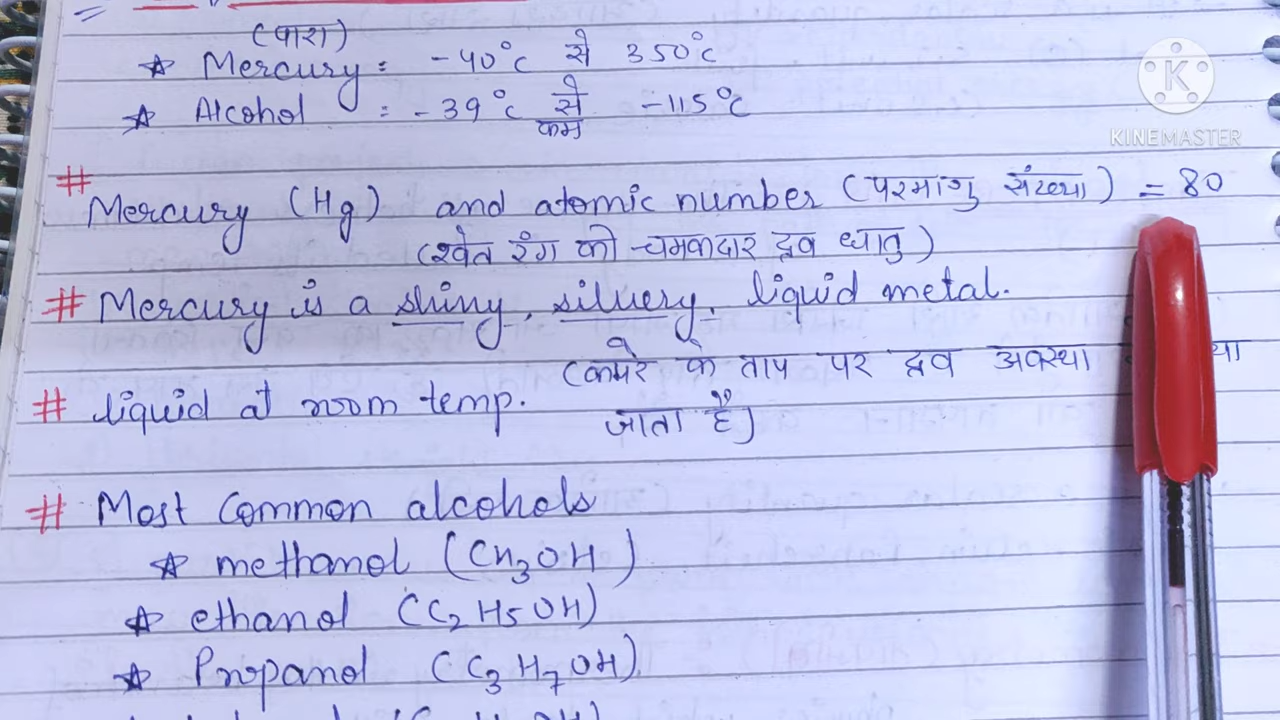 (पारा)
☆ Mercury: -40°C से 350°C
☆ Alcohol := -39°C से कम -115°C
# Mercury (Hg) and atomic number (परमाणु संख्या) = 80
(श्वेत रंग की चमकदार द्रव धातु)
# Mercury is a shiny, silvery, liquid metal.
(कमरे के ताप पर द्रव अवस्था
# liquid at room temp. जाता है)
# Most Common alcohols
☆ methanol (CH3OH)
☆ ethanol (C2H5OH)
☆ Propanol (C3H7OH)
KINEMASTER